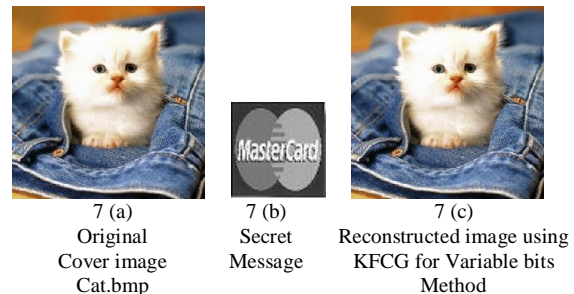 MasterCard
7 (a)
Original
Cover image
Cat.bmp
7 (b)
Secret
Message
7 (c)
Reconstructed image using
KFCG for Variable bits
Method